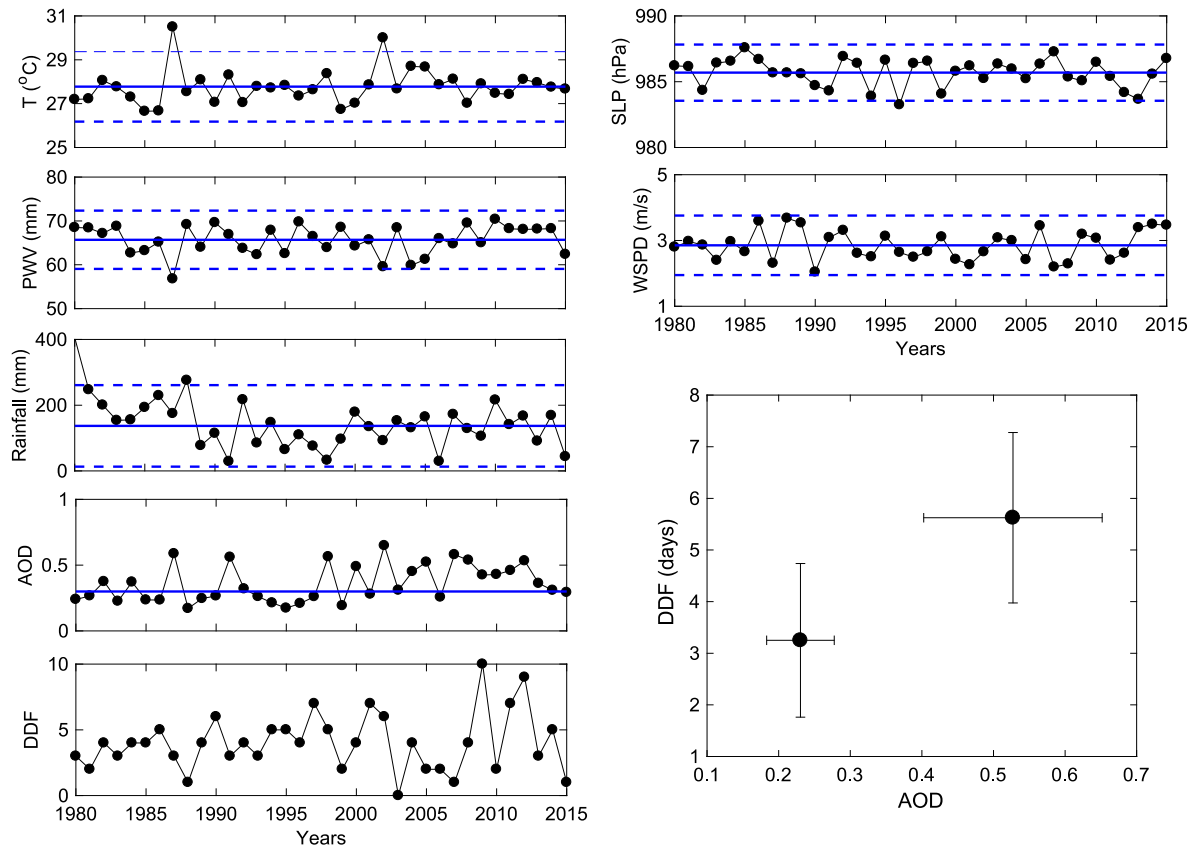 31
29
27
25
T (°C)
80
70
60
50
PWV (mm)
400
200
0
Rainfall (mm)
1
0.5
0
AOD
10
5
0
DDF
1980 1985 1990 1995 2000 2005 2010 2015
Years
990
985
980
SLP (hPa)
5
3
1
WSPD (m/s)
1980 1985 1990 1995 2000 2005 2010 2015
Years
8
7
6
5
4
3
2
1
DDF (days)
0.1 0.2 0.3 0.4 0.5 0.6 0.7
AOD